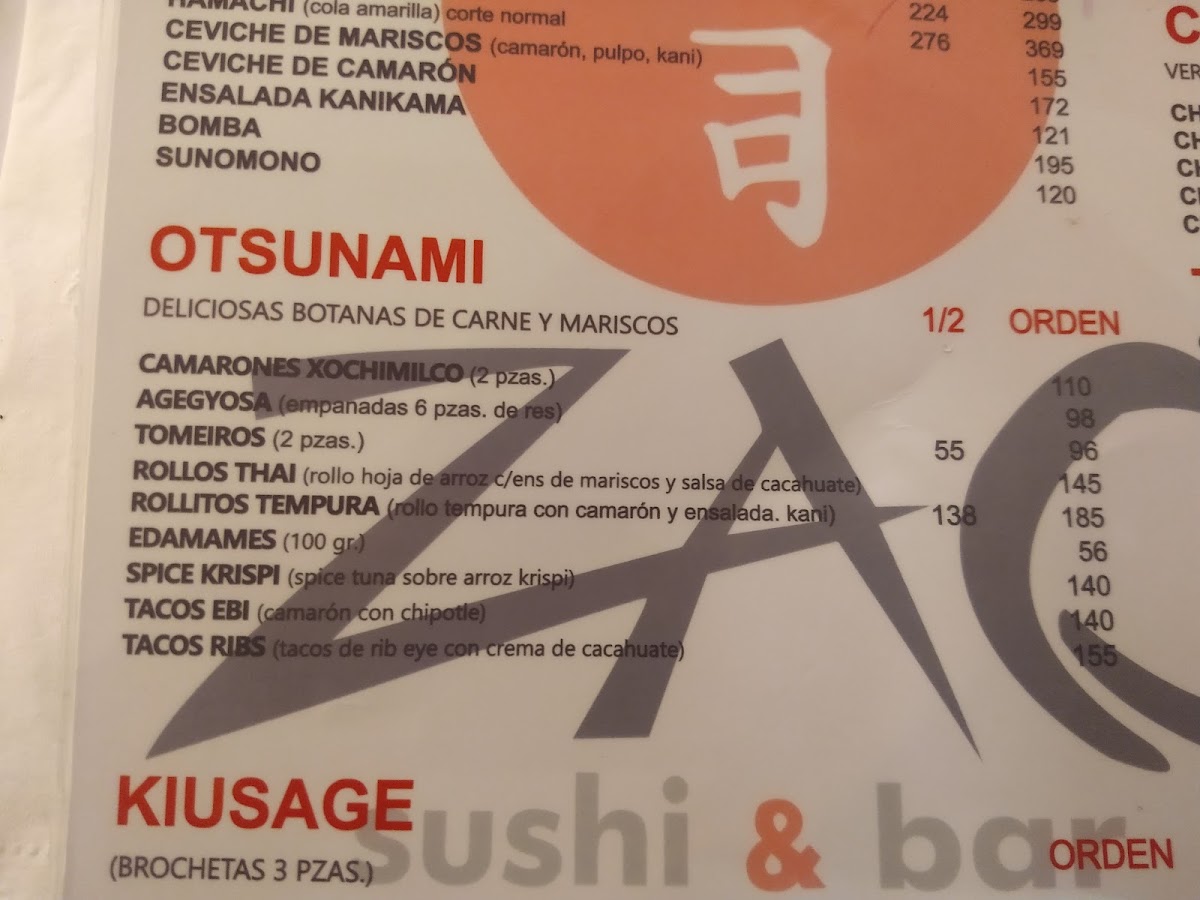 224 299
HAMACHI (cola amarilla) corte normal 276 369
CEVICHE DE MARISCOS (camarón, pulpo, kani) 155
CEVICHE DE CAMARÓN 172
ENSALADA KANIKAMA 121
BOMBA 195
SUNOMONO 120
OTSUNAMI
DELICIOSAS BOTANAS DE CARNE Y MARISCOS 1/2 ORDEN
CAMARONES XOCHIMILCO (2 pzas.) 110
AGEGYOSA (empanadas 6 pzas. de res) 98
TOMEIROS (2 pzas.) 55 96
ROLLOS THAI (rollo hoja de arroz c/ens de mariscos y salsa de cacahuate) 145
ROLLITOS TEMPURA (rollo tempura con camarón y ensalada. kani) 138 185
EDAMAMES (100 gr.) 56
SPICE KRISPI (spice tuna sobre arroz krispi) 140
TACOS EBI (camarón con chipotle) 140
TACOS RIBS (tacos de rib eye con crema de cacahuate) 155
ZAO
sushi & bar
KIUSAGE
(BROCHETAS 3 PZAS.) ORDEN